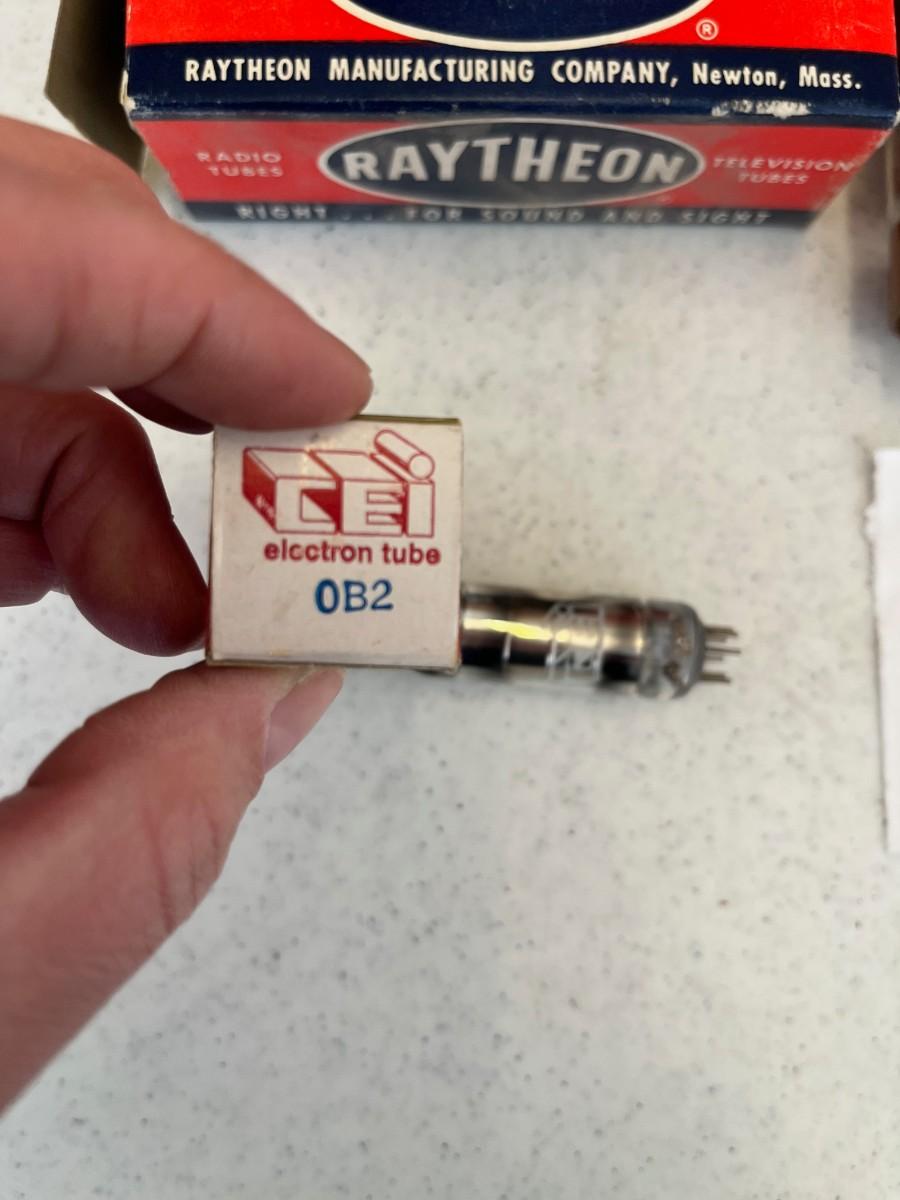 ®
RAYTHEON MANUFACTURING COMPANY, Newton, Mass.
RADIO TUBES
RAYTHEON
TELEVISION TUBES
RIGHT . . . FOR SOUND AND SIGHT
CEi
elcctron tube
0B2